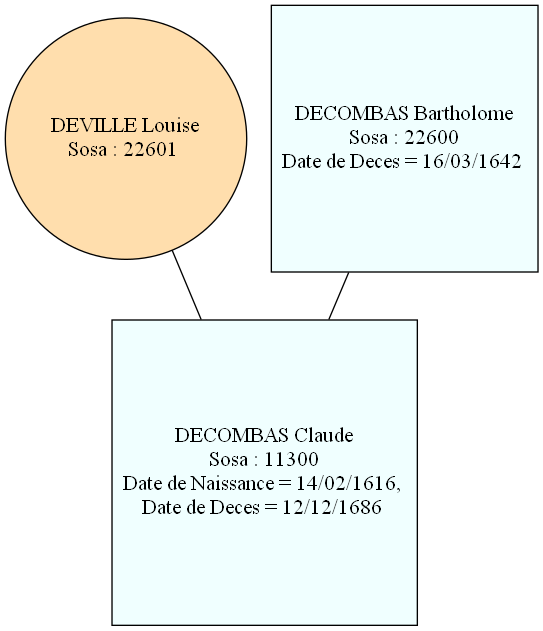 DEVILLE Louise
Sosa : 22601
DECOMBAS Bartholome
Sosa : 22600
Date de Deces = 16/03/1642
DECOMBAS Claude
Sosa : 11300
Date de Naissance = 14/02/1616,
Date de Deces = 12/12/1686